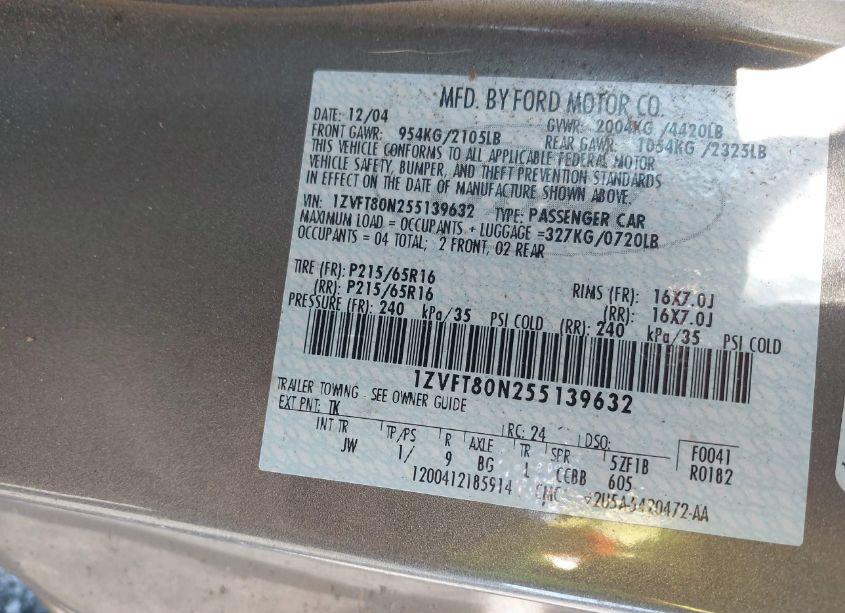 MFD. BY FORD MOTOR CO.
DATE: 12/04 GVWR: 2004KG /4420LB
FRONT GAWR: 954KG/2105LB REAR GAWR: 1054KG /2325LB
THIS VEHICLE CONFORMS TO ALL APPLICABLE FEDERAL MOTOR
VEHICLE SAFETY, BUMPER, AND THEFT PREVENTION STANDARDS
IN EFFECT ON THE DATE OF MANUFACTURE SHOWN ABOVE.
VIN: 1ZVFT80N255139632 TYPE: PASSENGER CAR
MAXIMUM LOAD = OCCUPANTS + LUGGAGE =327KG/0720LB
OCCUPANTS = 04 TOTAL; 2 FRONT, 02 REAR
TIRE (FR): P215/65R16 RIMS (FR): 16X7.0J
(RR): P215/65R16 (RR): 16X7.0J
PRESSURE (FR): 240 kPa/35 PSI COLD (RR): 240 kPa/35 PSI COLD
1ZVFT80N255139632
TRAILER TOWING - SEE OWNER GUIDE
EXT PNT: TK RC: 24 DSO: F0041
INT TR TP/PS R AXLE TR SPR 5ZF1B R0182
JW 1/ 9 BG L CCBB 605
1200412185914